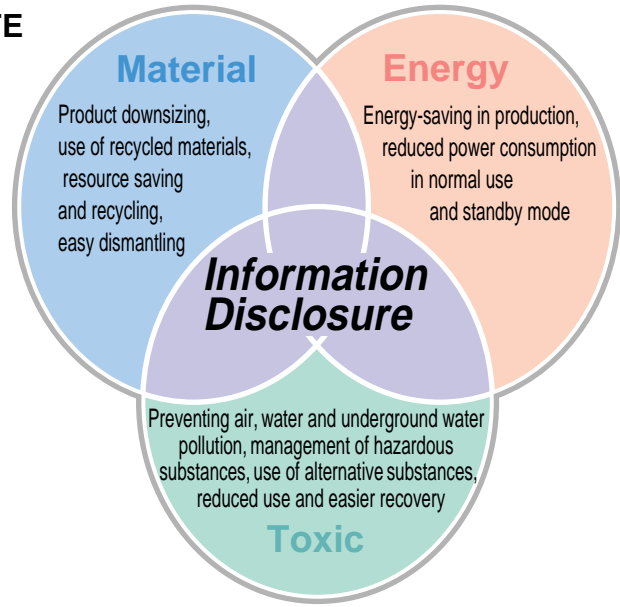 TE
Material
Product downsizing,
use of recycled materials,
resource saving
and recycling,
easy dismantling
Energy
Energy-saving in production,
reduced power consumption
in normal use
and standby mode
Information
Disclosure
Preventing air, water and underground water
pollution, management of hazardous
substances, use of alternative substances,
reduced use and easier recovery
Toxic